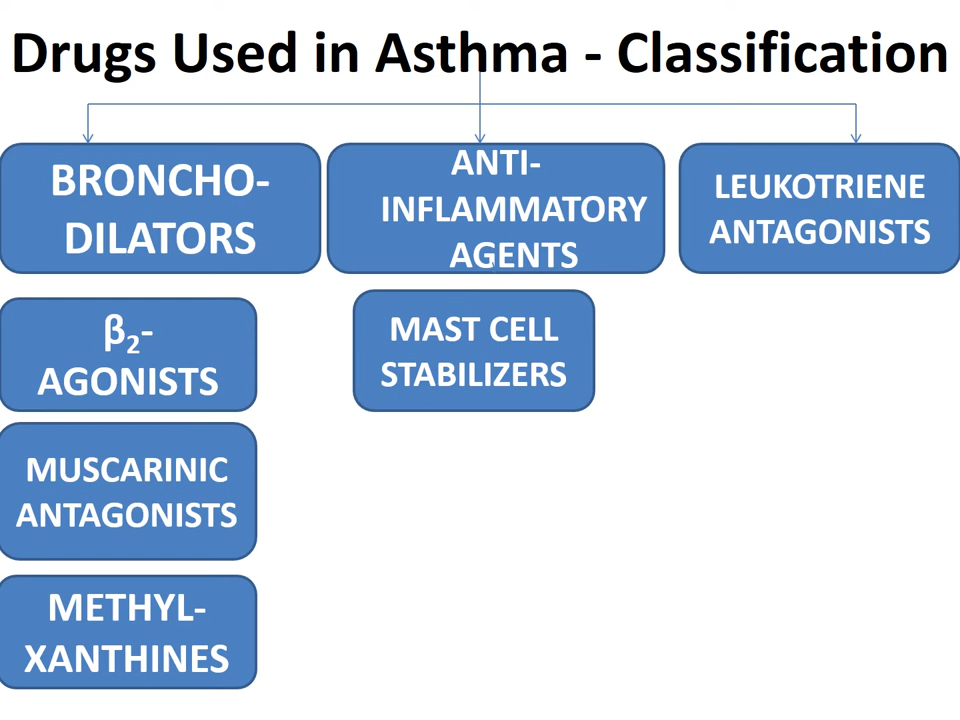 Drugs Used in Asthma - Classification
BRONCHO-
DILATORS
ANTI-
INFLAMMATORY
AGENTS
LEUKOTRIENE
ANTAGONISTS
β₂-
AGONISTS
MAST CELL
STABILIZERS
MUSCARINIC
ANTAGONISTS
METHYL-
XANTHINES